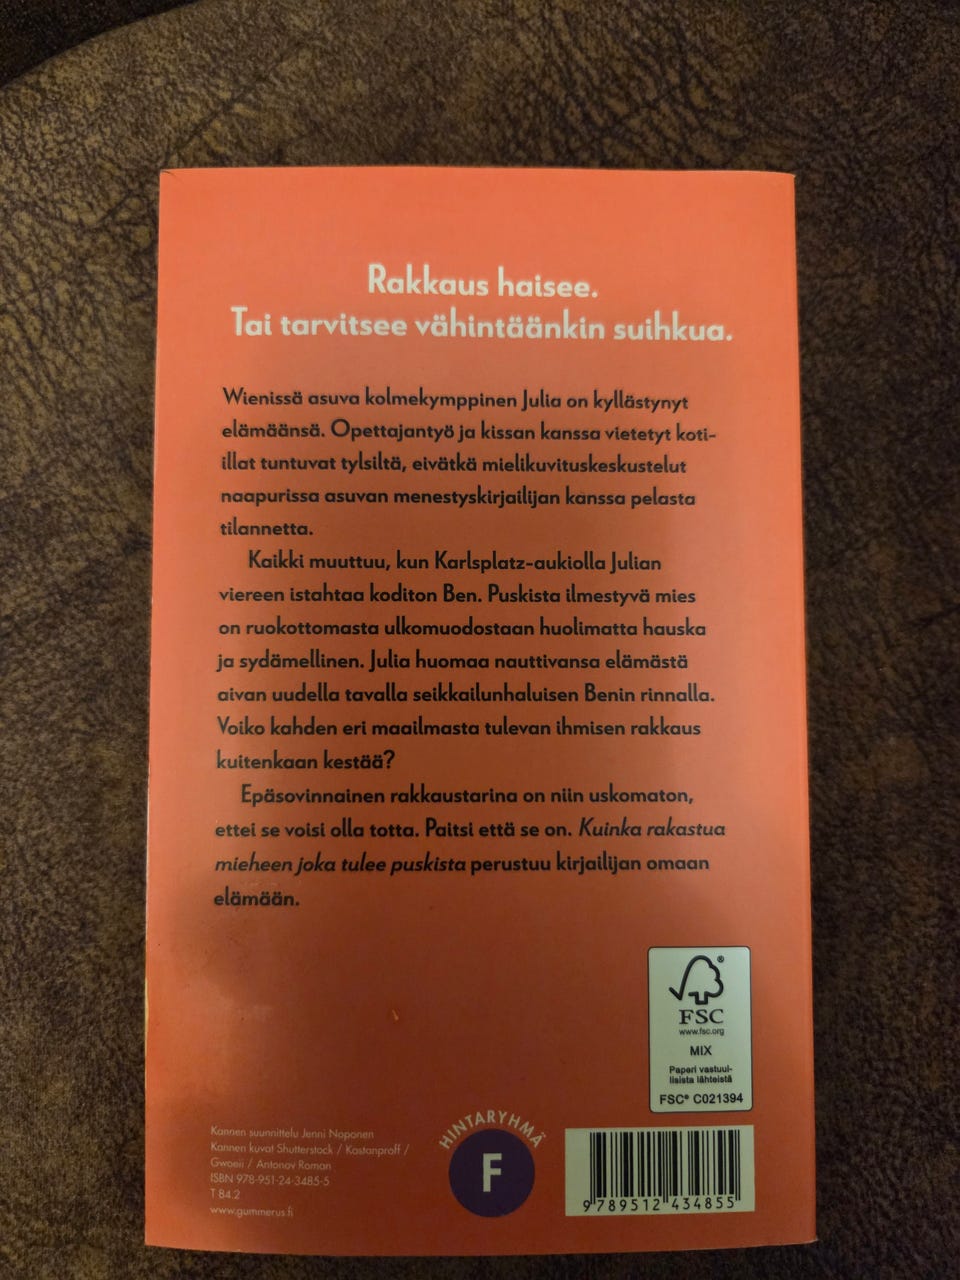 Rakkaus haisee.
Tai tarvitsee vähintäänkin suihkua.
Wienissä asuva kolmekymppinen Julia on kyllästynyt
elämäänsä. Opettajantyö ja kissan kanssa vietetyt koti-
illat tuntuvat tylsiltä, eivätkä mielikuvituskeskustelut
naapurissa asuvan menestyskirjailijan kanssa pelasta
tilannetta.
Kaikki muuttuu, kun Karlsplatz-aukiolla Julian
viereen istahtaa koditon Ben. Puskista ilmestyvä mies
on ruokottomasta ulkomuodostaan huolimatta hauska
ja sydämellinen. Julia huomaa nauttivansa elämästä
aivan uudella tavalla seikkailunhaluisen Benin rinnalla.
Voiko kahden eri maailmasta tulevan ihmisen rakkaus
kuitenkaan kestää?
Epäsovinnainen rakkaustarina on niin uskomaton,
ettei se voisi olla totta. Paitsi että se on. Kuinka rakastua
mieheen joka tulee puskista perustuu kirjailijan omaan
elämään.
FSC®
www.fsc.org
MIX
Paperi vastuul-
lisista lähteistä
FSC® C021394
Kannen suunnittelu Jenni Noponen
Kannen kuvat Shutterstock / Kastanproff /
Gwoeii / Antonov Roman
ISBN 978-951-24-3485-5
T 84.2
www.gummerus.fi
HINTARYHMÄ
F
9 789512 434855